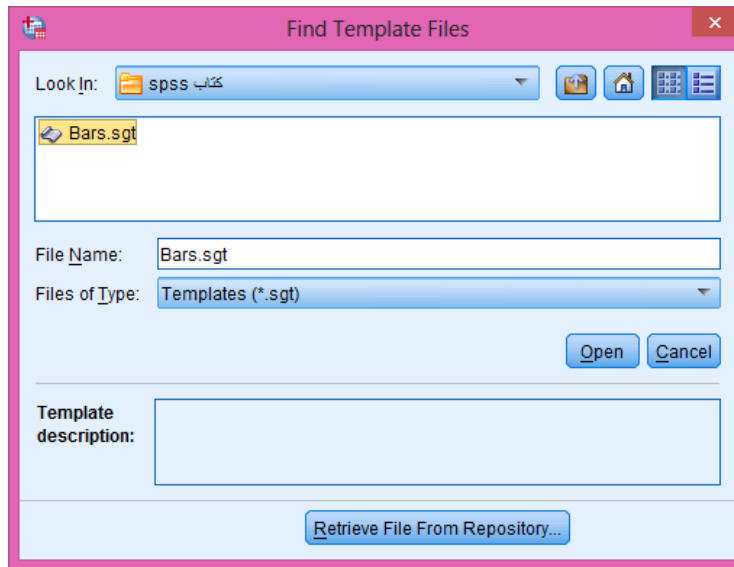 Find Template Files
Look In: كتاب spss
Bars.sgt
File Name: Bars.sgt
Files of Type: Templates (*.sgt)
Open Cancel
Template
description:
Retrieve File From Repository...